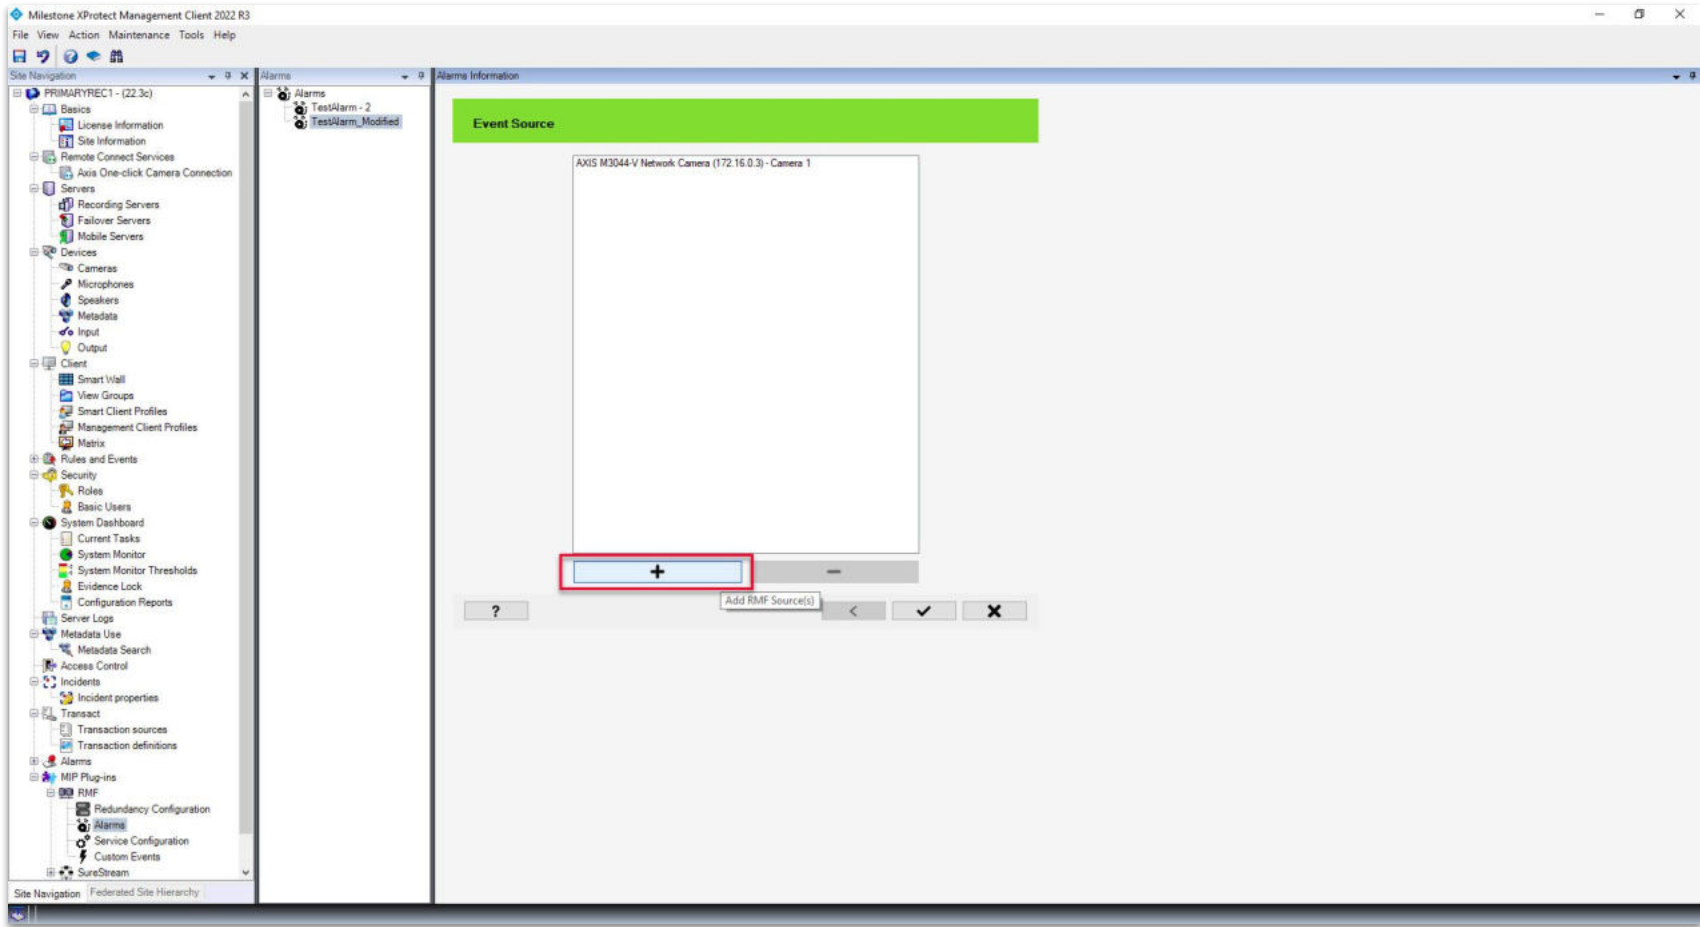 Milestone XProtect Management Client 2022 R3
File View Action Maintenance Tools Help
Site Navigation
PRIMARYREC1 - (22.3c)
Basics
License Information
Site Information
Remote Connect Services
Axis One-click Camera Connection
Servers
Recording Servers
Failover Servers
Mobile Servers
Devices
Cameras
Microphones
Speakers
Metadata
Input
Output
Client
Smart Wall
View Groups
Smart Client Profiles
Management Client Profiles
Matrix
Rules and Events
Security
Roles
Basic Users
System Dashboard
Current Tasks
System Monitor
System Monitor Thresholds
Evidence Lock
Configuration Reports
Server Logs
Metadata Use
Metadata Search
Access Control
Incidents
Incident properties
Transact
Transaction sources
Transaction definitions
Alarms
MIP Plug-ins
RMF
Redundancy Configuration
Alarms
Service Configuration
Custom Events
SureStream
Site Navigation Federated Site Hierarchy
Alarms
Alarms
TestAlarm - 2
TestAlarm_Modified
Alarms Information
Event Source
AXIS M3044-V Network Camera (172.16.0.3) - Camera 1
+ −
Add RMF Source(s)
? <